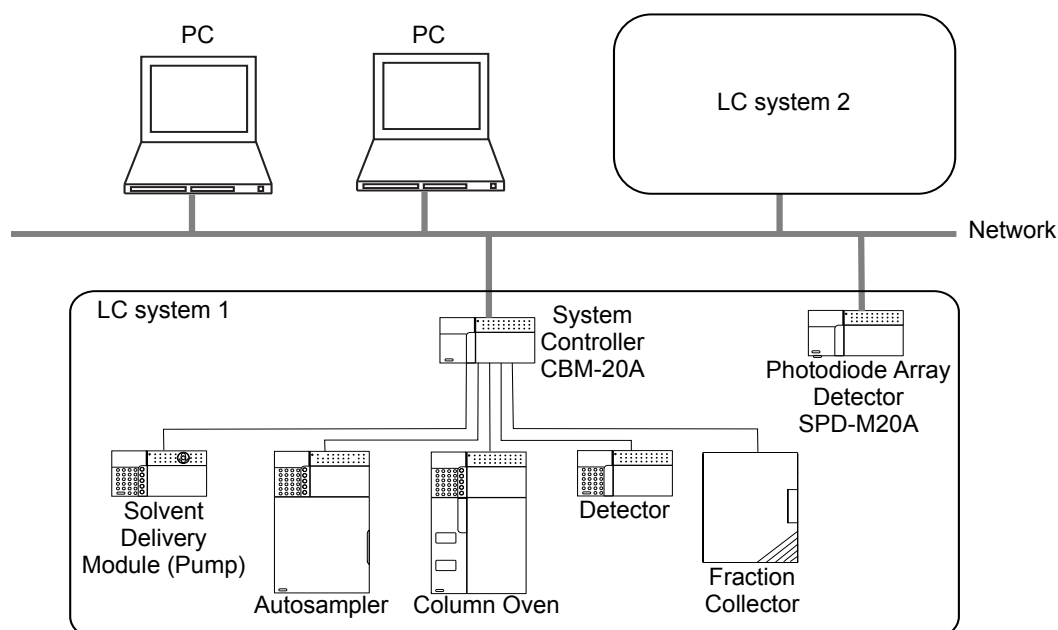 PC
PC
LC system 2
Network
LC system 1
System
Controller
CBM-20A
Photodiode Array
Detector
SPD-M20A
Solvent
Delivery
Module (Pump)
Autosampler
Column Oven
Detector
Fraction
Collector